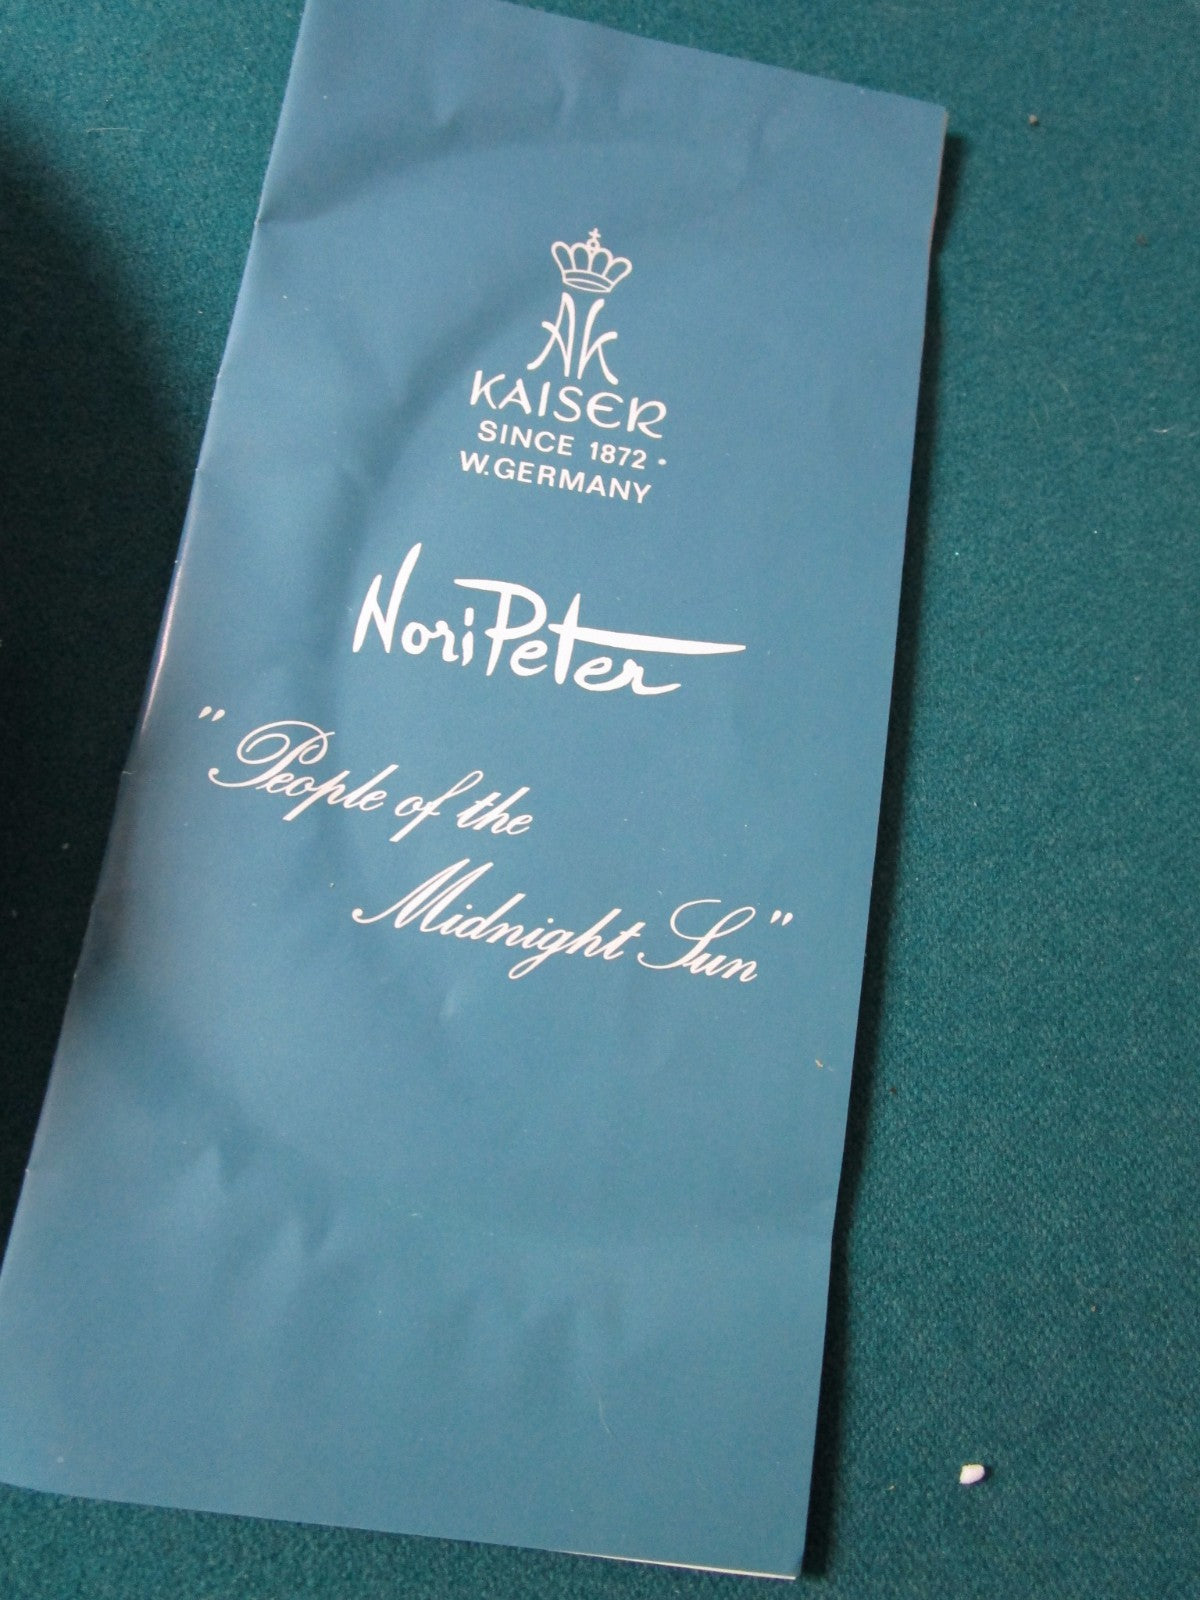 AK
KAISER
SINCE 1872 ·
W. GERMANY
Nori Peter
"People of the
Midnight Sun"